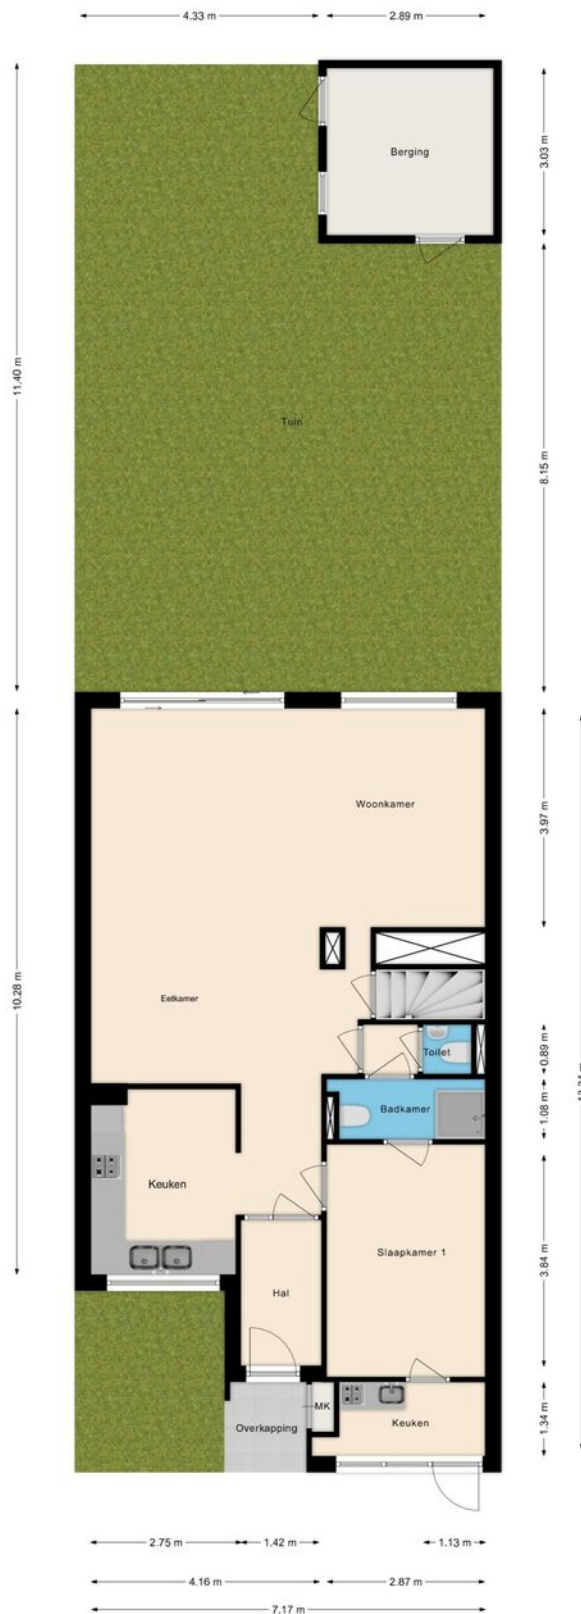 4.33 m
2.89 m
Berging
3.03 m
11.40 m
Tuin
8.15 m
Woonkamer
3.97 m
10.28 m
Eetkamer
Toilet
0.89 m
Badkamer
1.08 m
Keuken
Slaapkamer 1
3.84 m
Hal
MK
Overkapping
Keuken
1.34 m
2.75 m
1.42 m
1.13 m
4.16 m
2.87 m
7.17 m